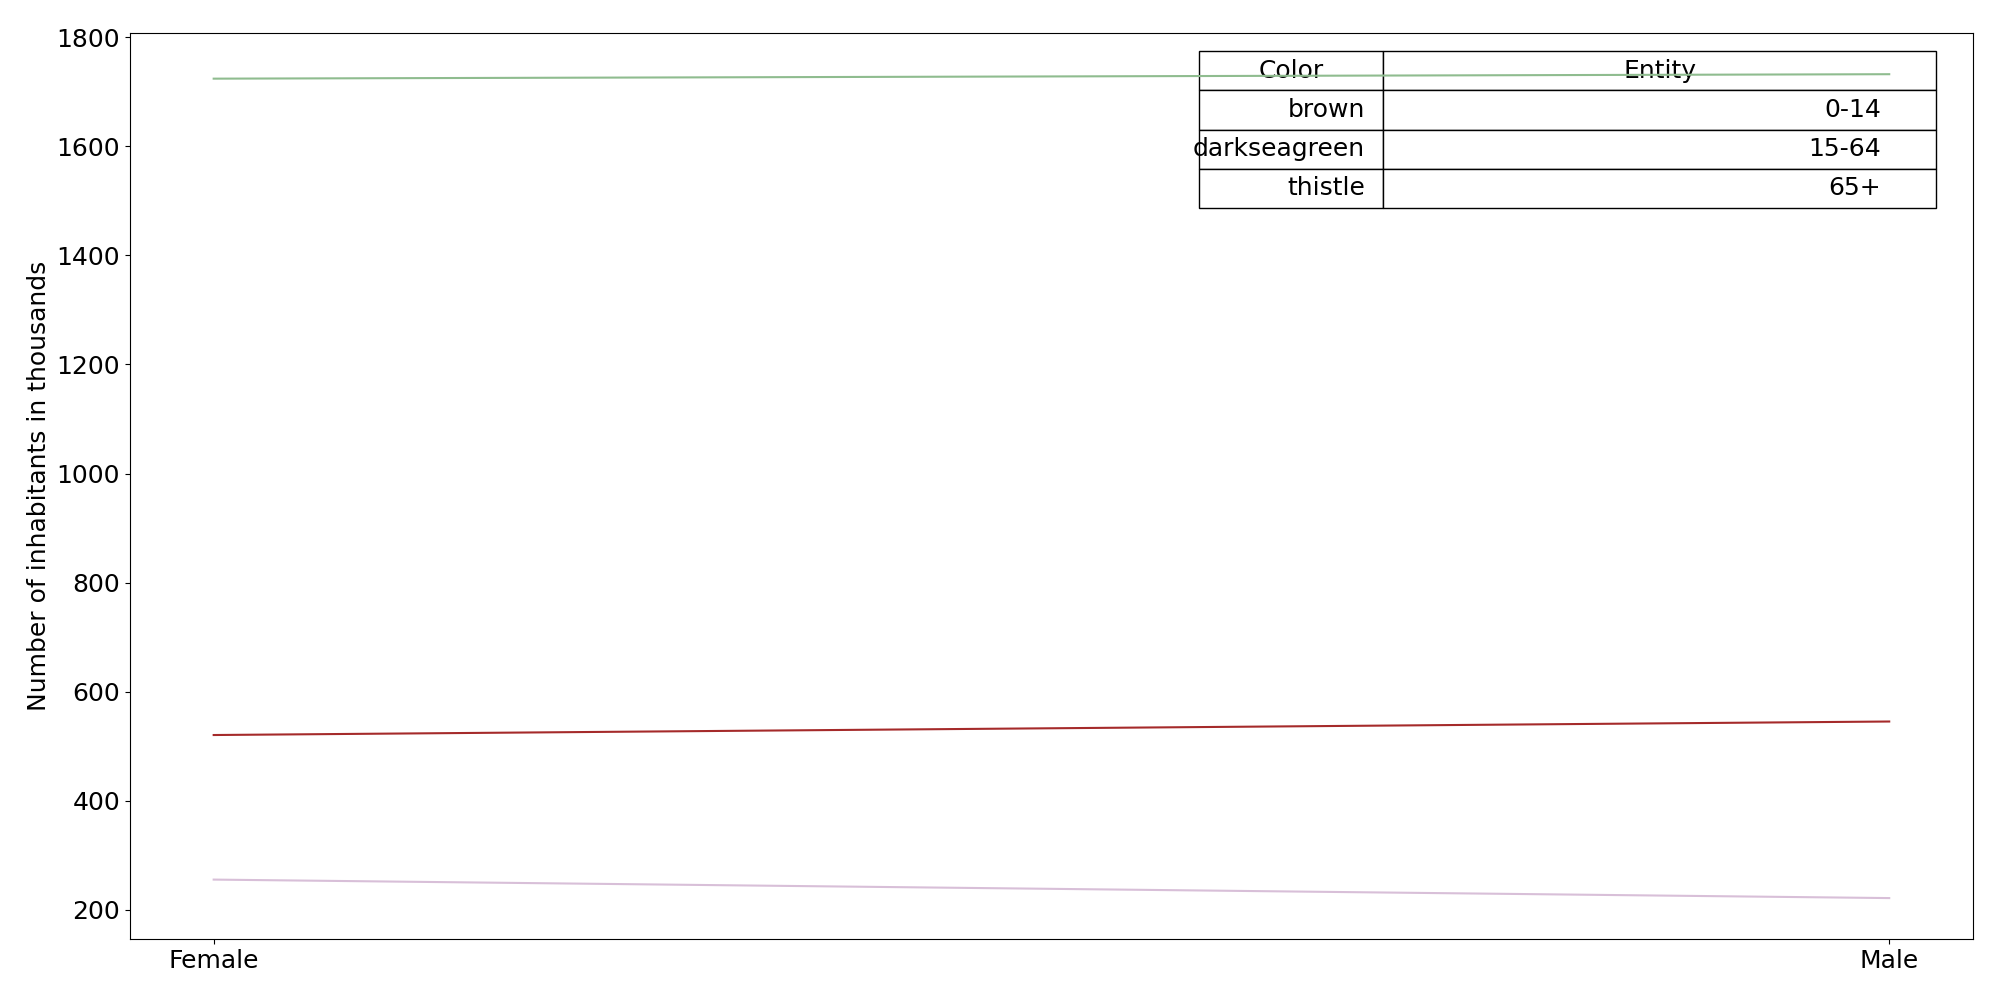 1800
1600
1400
1200
1000
800
600
400
200
Number of inhabitants in thousands
Color Entity
brown 0-14
darkseagreen 15-64
thistle 65+
Female Male